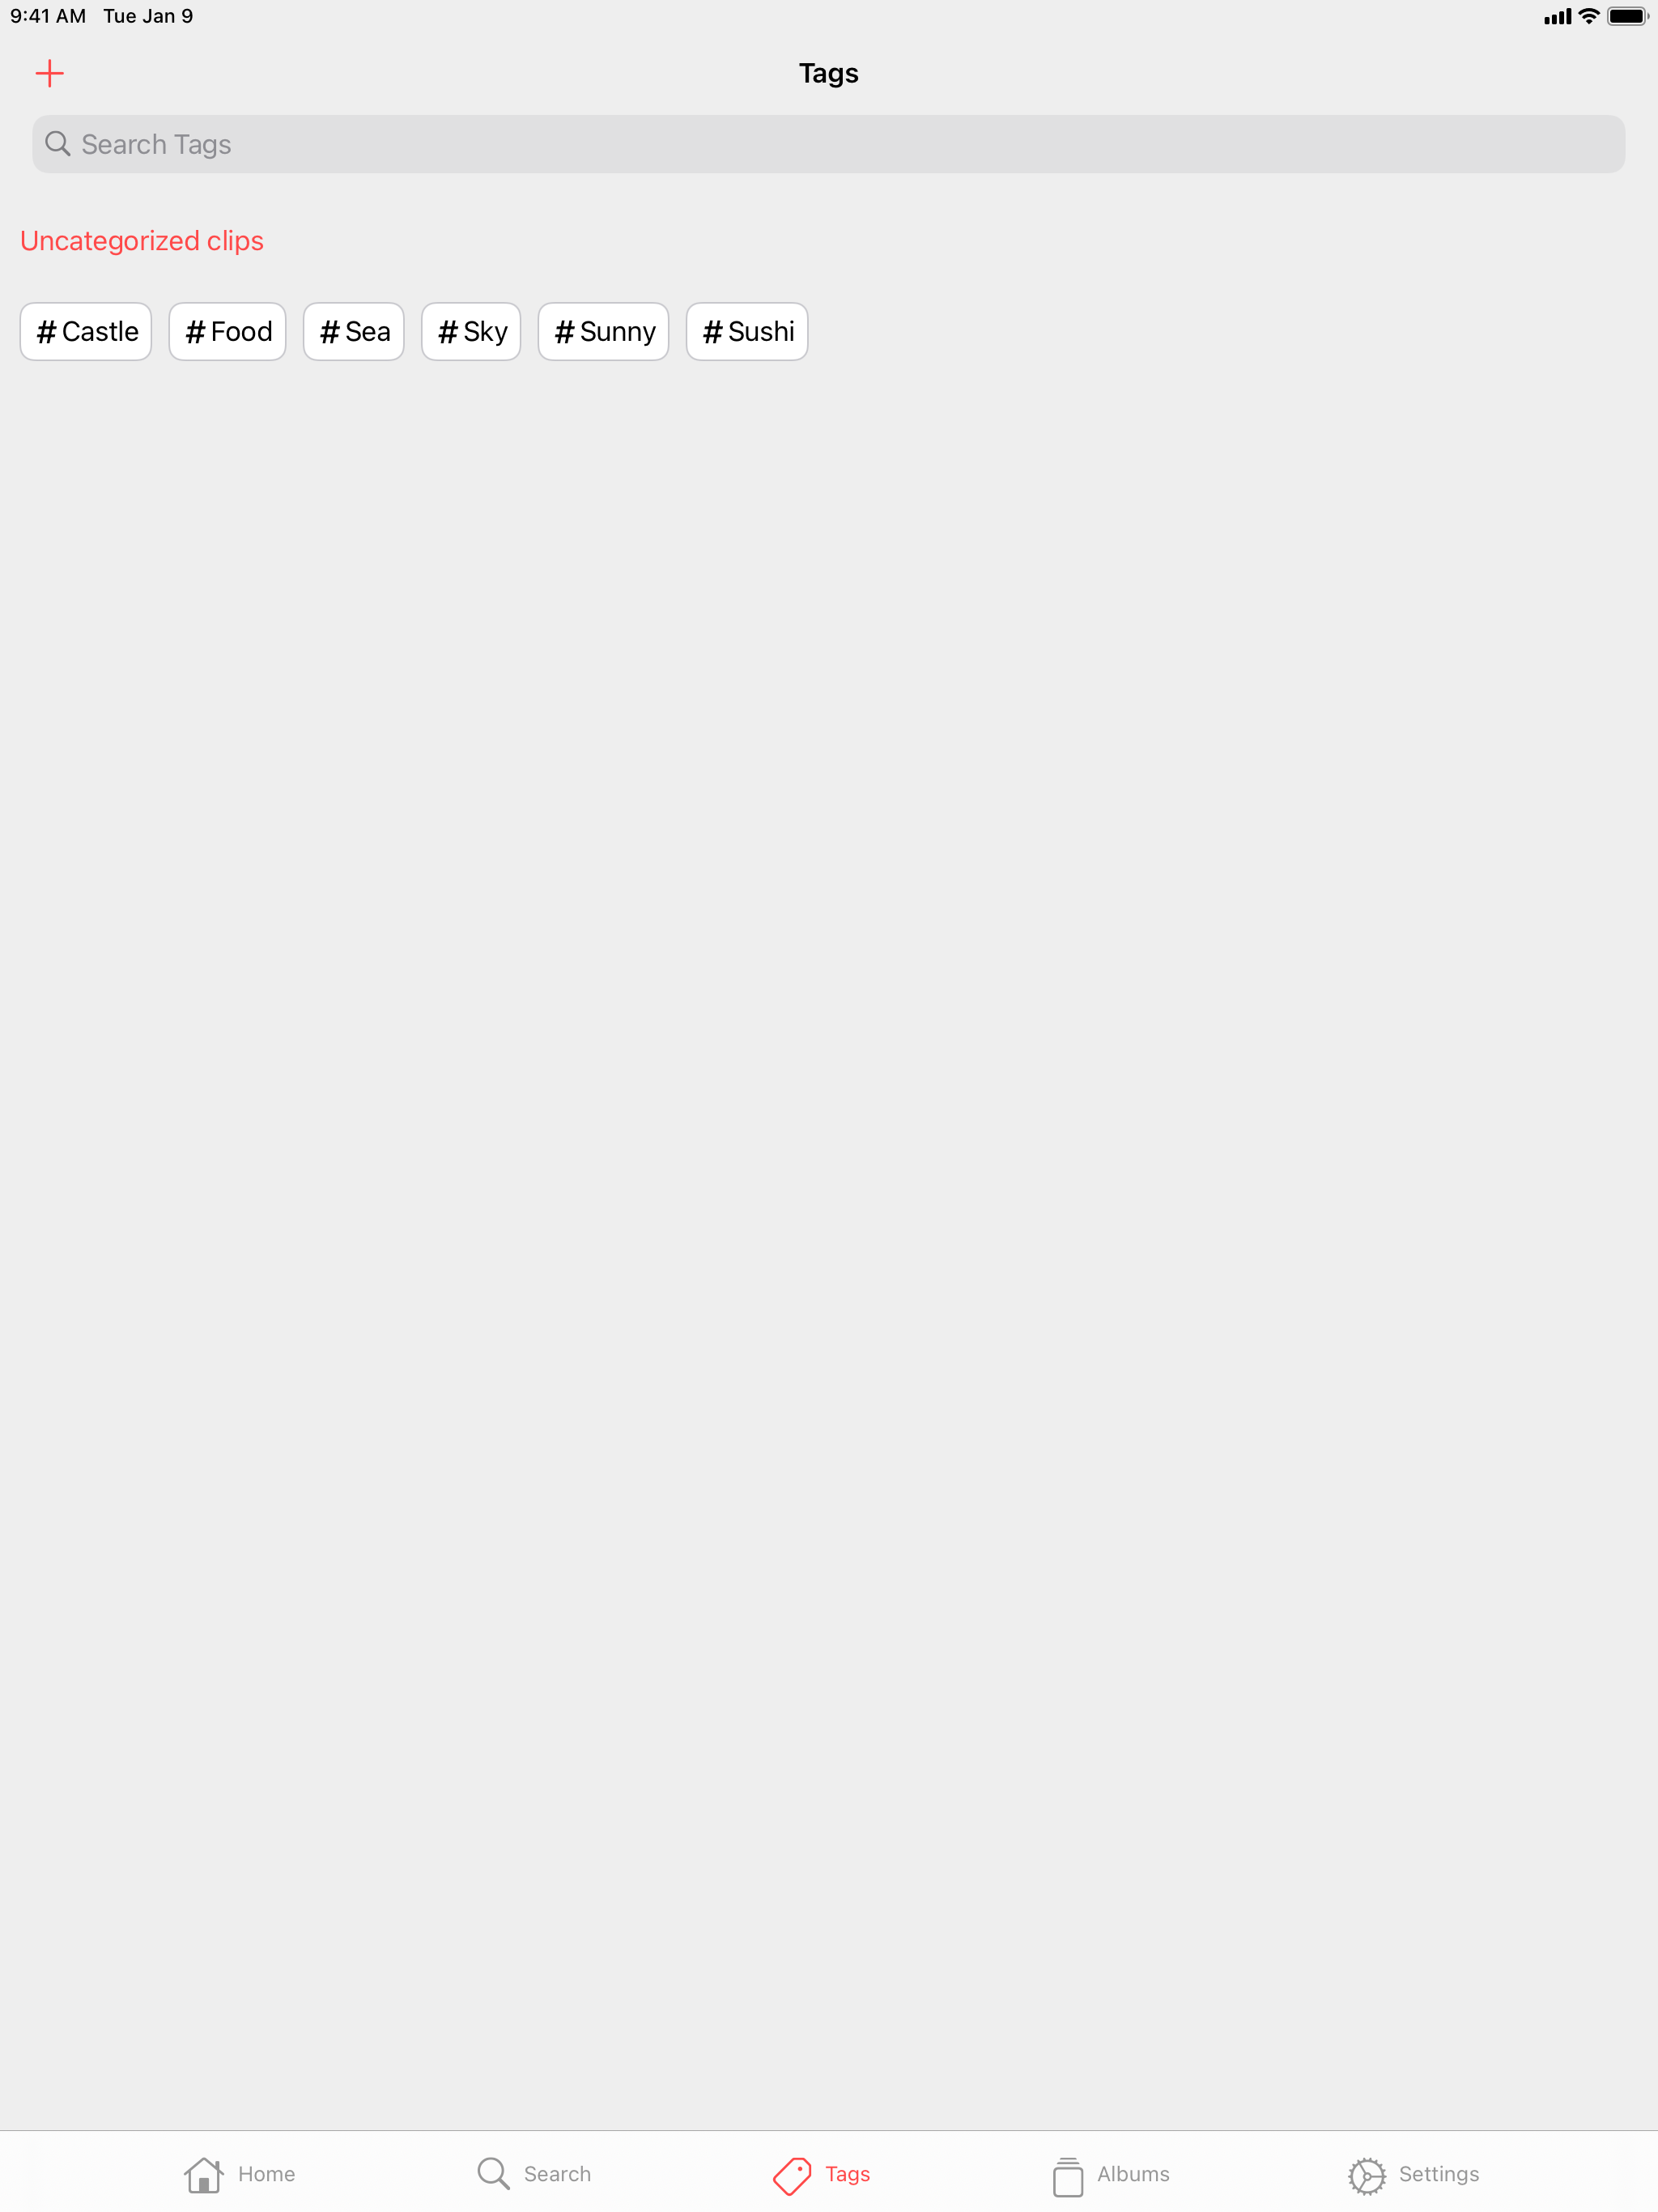 9:41 AM Tue Jan 9
Tags
Search Tags
Uncategorized clips
#Castle #Food #Sea #Sky #Sunny #Sushi
Home Search Tags Albums Settings